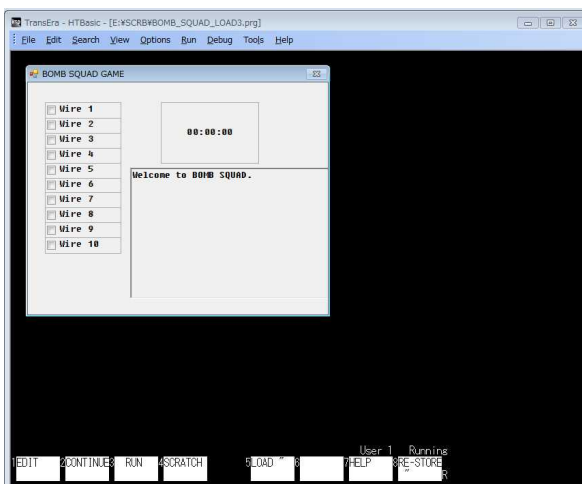 TransEra - HTBasic - [E:¥SCRB¥BOMB_SQUAD_LOAD3.prg]
File Edit Search View Options Run Debug Tools Help
BOMB SQUAD GAME
Wire 1
Wire 2
Wire 3
Wire 4
Wire 5
Wire 6
Wire 7
Wire 8
Wire 9
Wire 10
00:00:00
Welcome to BOMB SQUAD.
User 1 Running
1EDIT 2CONTINUE 3 RUN 4SCRATCH 5LOAD " 6 7HELP 8RE-STORE
" R